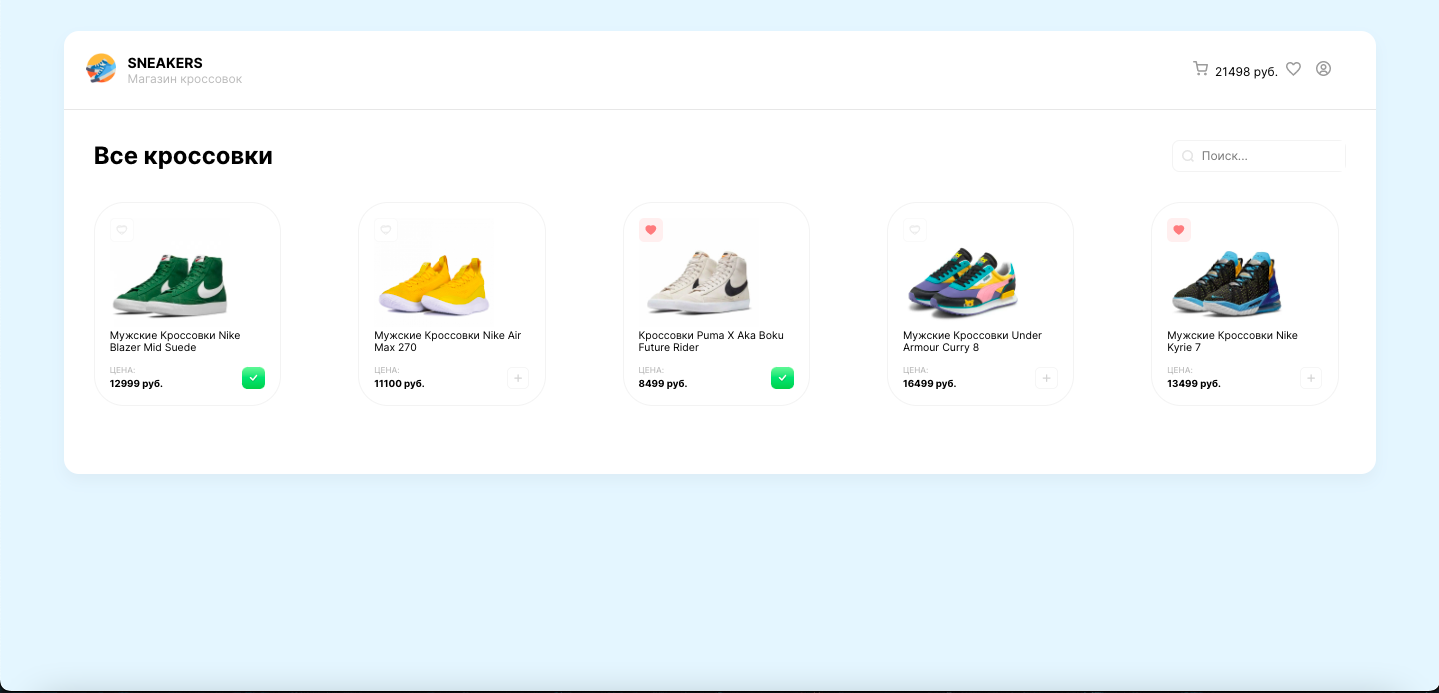 SNEAKERS
Магазин кроссовок
21498 руб.
Все кроссовки
Поиск...
Мужские Кроссовки Nike
Blazer Mid Suede
ЦЕНА:
12999 руб.
Мужские Кроссовки Nike Air
Max 270
ЦЕНА:
11100 руб.
Кроссовки Puma X Aka Boku
Future Rider
ЦЕНА:
8499 руб.
Мужские Кроссовки Under
Armour Curry 8
ЦЕНА:
16499 руб.
Мужские Кроссовки Nike
Kyrie 7
ЦЕНА:
13499 руб.